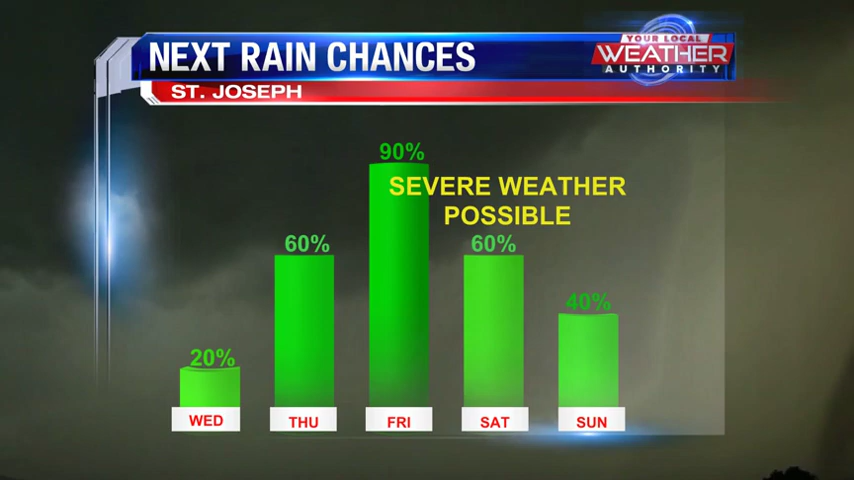 NEXT RAIN CHANCES
YOUR LOCAL
WEATHER
AUTHORITY
ST. JOSEPH
90%
SEVERE WEATHER
POSSIBLE
60%
60%
40%
20%
WED
THU
FRI
SAT
SUN